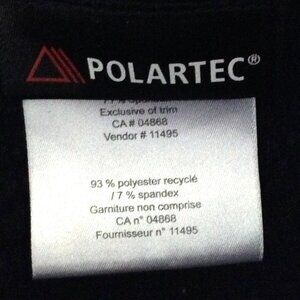 POLARTEC®
Exclusive of trim
CA # 04868
Vendor # 11495
93 % polyester recyclé
/ 7 % spandex
Garniture non comprise
CA n° 04868
Fournisseur n° 11495